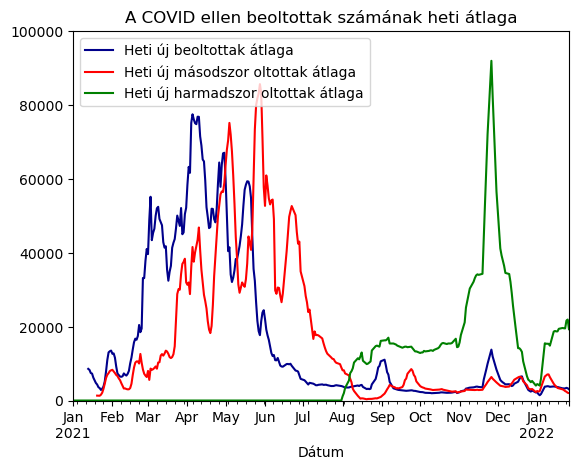 A COVID ellen beoltottak számának heti átlaga
100000
80000
60000
40000
20000
0
Heti új beoltottak átlaga
Heti új másodszor oltottak átlaga
Heti új harmadszor oltottak átlaga
Jan Feb Mar Apr May Jun Jul Aug Sep Oct Nov Dec Jan
2021 2022
Dátum